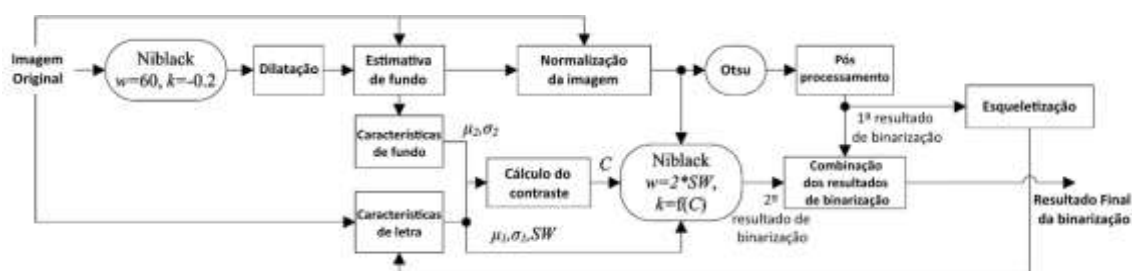 Imagem
Original
Niblack
w=60, k=-0.2
Dilatação
Estimativa
de fundo
Normalização
da imagem
Otsu
Pós
processamento
Esqueletização
1º resultado
de binarização
Características
de fundo
μ₂,σ₂
Cálculo do
contraste
C
Niblack
w=2*SW,
k=f(C)
2º
resultado de
binarização
Combinação
dos resultados
de binarização
Resultado Final
da binarização
Características
de letra
μ₁,σ₁,SW